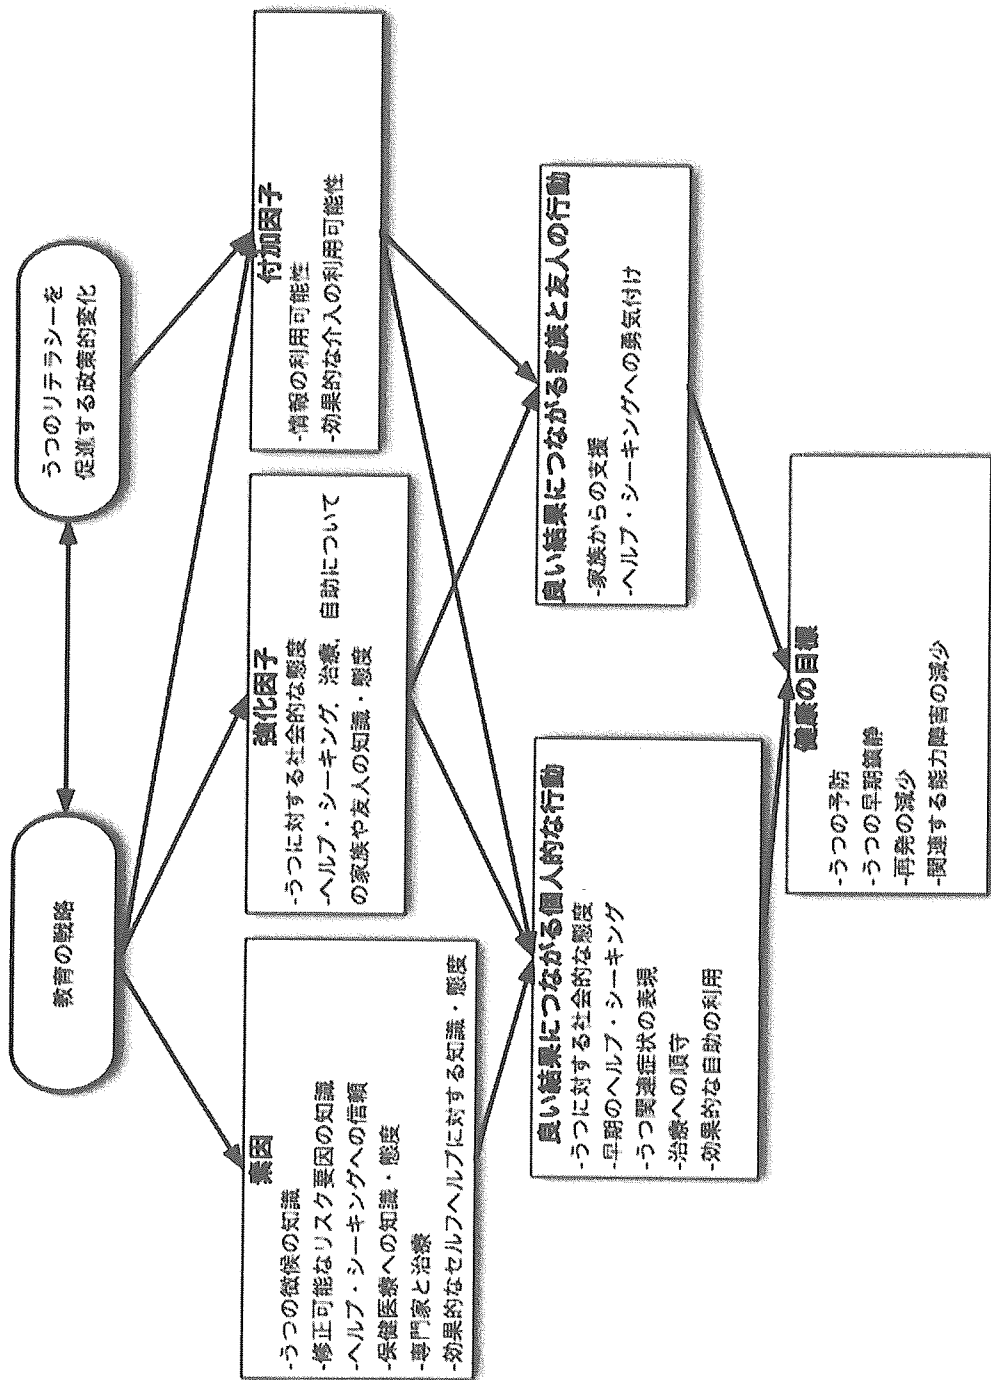 教育の戦略
うつのリテラシーを
促進する政策的変化
素因
-うつの徴候の知識
-修正可能なリスク要因の知識
-ヘルプ・シーキングへの信頼
-保健医療への知識・態度
-専門家と治療
-効果的なセルフヘルプに対する知識・態度
強化因子
-うつに対する社会的な態度
-ヘルプ・シーキング、治療、自助について
の家族や友人の知識・態度
付加因子
-情報の利用可能性
-効果的な介入の利用可能性
良い結果につながる個人的な行動
-うつに対する社会的な態度
-早期のヘルプ・シーキング
-うつ関連症状の表現
-治療への順守
-効果的な自助の利用
良い結果につながる家族と友人の行動
-家族からの支援
-ヘルプ・シーキングへの勇気付け
健康の目標
-うつの予防
-うつの早期鎮静
-再発の減少
-関連する能力障害の減少